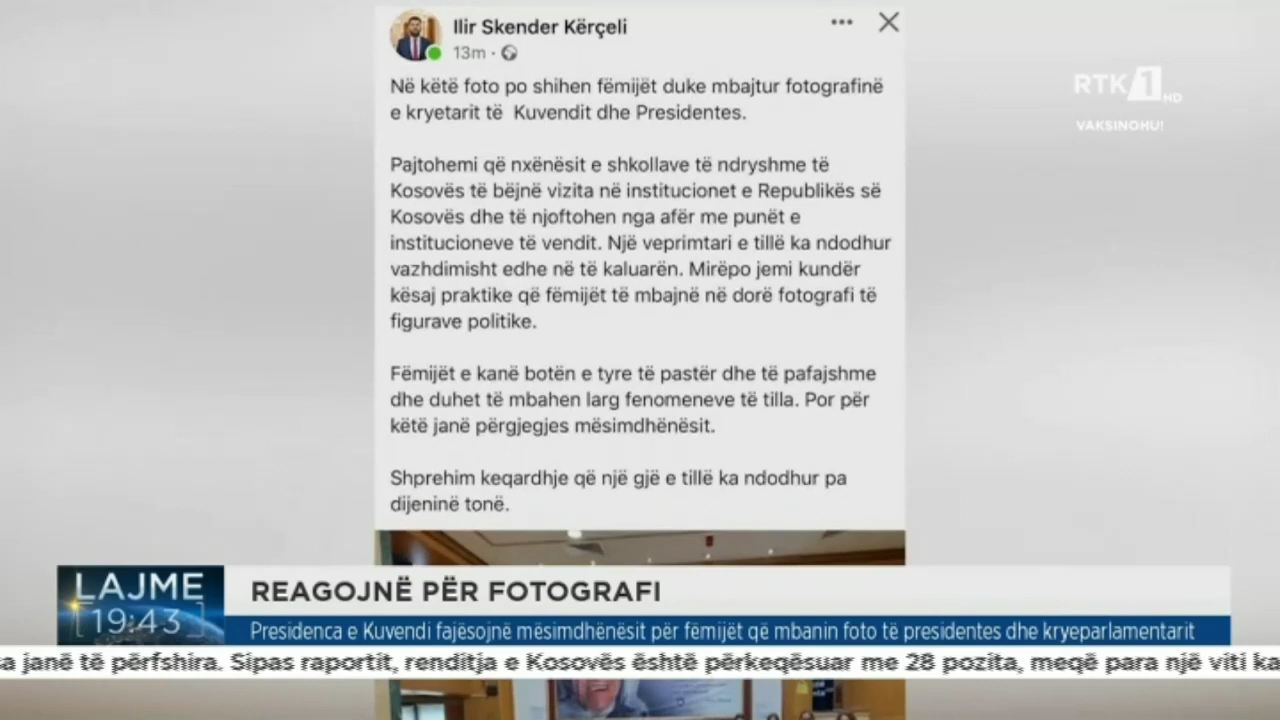 Ilir Skender Kërçeli
13m ·
Në këtë foto po shihen fëmijët duke mbajtur fotografinë
e kryetarit të Kuvendit dhe Presidentes.
Pajtohemi që nxënësit e shkollave të ndryshme të
Kosovës të bëjnë vizita në institucionet e Republikës së
Kosovës dhe të njoftohen nga afër me punët e
institucioneve të vendit. Një veprimtari e tillë ka ndodhur
vazhdimisht edhe në të kaluarën. Mirëpo jemi kundër
kësaj praktike që fëmijët të mbajnë në dorë fotografi të
figurave politike.
Fëmijët e kanë botën e tyre të pastër dhe të pafajshme
dhe duhet të mbahen larg fenomeneve të tilla. Por për
këtë janë përgjegjes mësimdhënësit.
Shprehim keqardhje që një gjë e tillë ka ndodhur pa
dijeninë tonë.
RTK 1 HD
VAKSINOHU!
LAJME
19:43
REAGOJNË PËR FOTOGRAFI
Presidenca e Kuvendi fajësojnë mësimdhënësit për fëmijët që mbanin foto të presidentes dhe kryeparlamentarit
janë të përfshira. Sipas raportit, renditja e Kosovës është përkeqësuar me 28 pozita, meqë para një viti ka